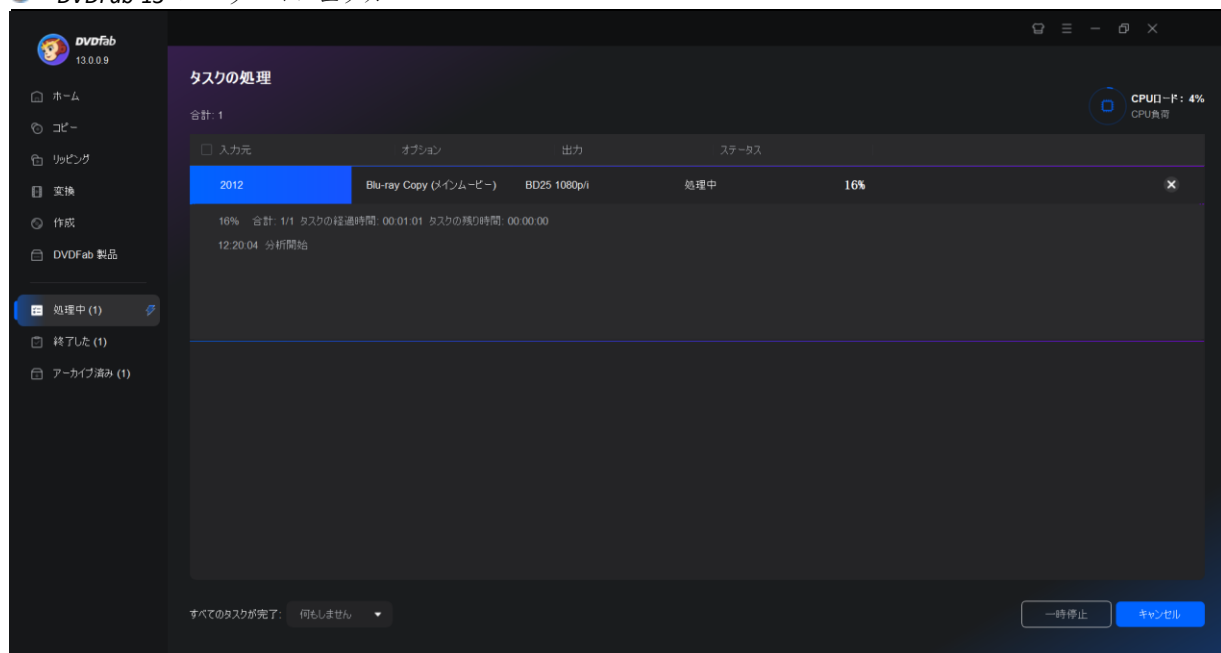 DVDFab
13.0.0.9
ホーム
コピー
リッピング
変換
作成
DVDFab 製品
処理中 (1)
終了した (1)
アーカイブ済み (1)
タスクの処理
合計: 1
CPUロード: 4%
CPU負荷
入力元 オプション 出力 ステータス
2012 Blu-ray Copy (メインムービー) BD25 1080p/i 処理中 16%
16% 合計: 1/1 タスクの経過時間: 00:01:01 タスクの残り時間: 00:00:00
12:20:04 分析開始
すべてのタスクが完了: 何もしません
一時停止 キャンセル